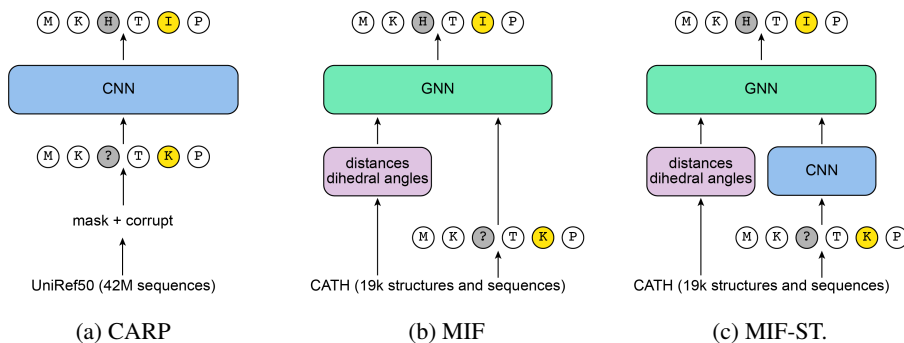 M K H T I P
CNN
M K ? T K P
mask + corrupt
UniRef50 (42M sequences)
(a) CARP
M K H T I P
GNN
distances
dihedral angles
M K ? T K P
CATH (19k structures and sequences)
(b) MIF
M K H T I P
GNN
distances
dihedral angles
CNN
M K ? T K P
CATH (19k structures and sequences)
(c) MIF-ST.